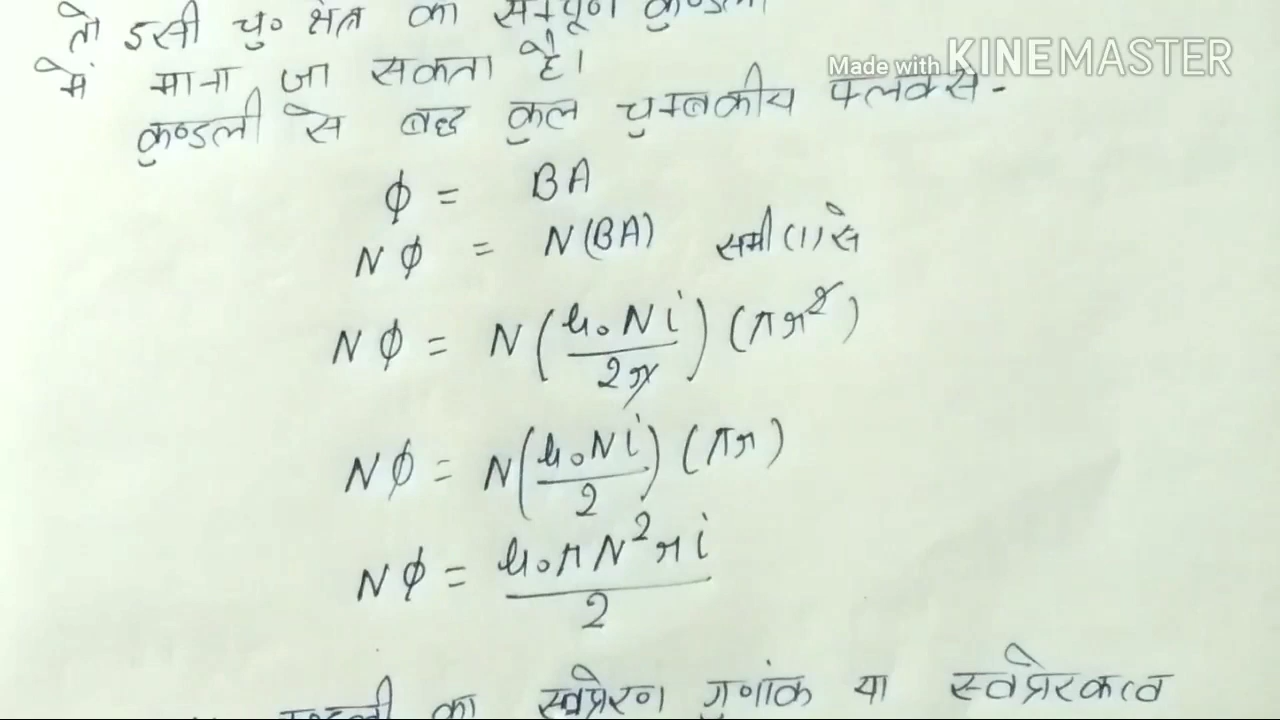 तो इसी चु० क्षेत्र को सम्पूर्ण कुण्डली
में माना जा सकता है।
Made with KINEMASTER
कुण्डली से बद्ध कुल चुम्बकीय फ्लक्स -
ϕ = BA
Nϕ = N(BA) समी (1) से
Nϕ = N(μ₀Ni/2r) (πr²)
Nϕ = N(μ₀Ni/2) (πr)
Nϕ = μ₀πN²ri/2
कुण्डली का स्वप्रेरण गुणांक या स्वप्रेरकत्व